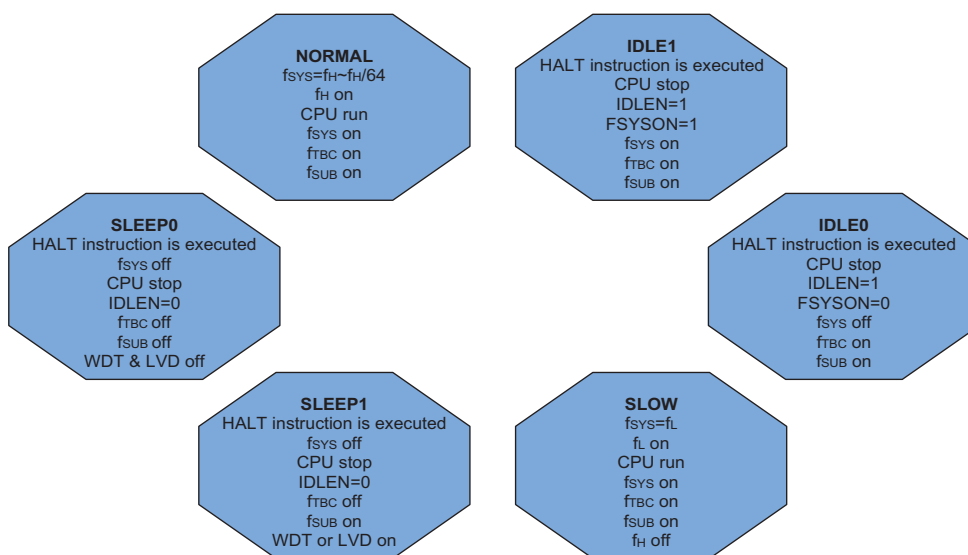 NORMAL
fSYS=fH~fH/64
fH on
CPU run
fSYS on
fTBC on
fSUB on
IDLE1
HALT instruction is executed
CPU stop
IDLEN=1
FSYSON=1
fSYS on
fTBC on
fSUB on
SLEEP0
HALT instruction is executed
fSYS off
CPU stop
IDLEN=0
fTBC off
fSUB off
WDT & LVD off
IDLE0
HALT instruction is executed
CPU stop
IDLEN=1
FSYSON=0
fSYS off
fTBC on
fSUB on
SLEEP1
HALT instruction is executed
fSYS off
CPU stop
IDLEN=0
fTBC off
fSUB on
WDT or LVD on
SLOW
fSYS=fL
fL on
CPU run
fSYS on
fTBC on
fSUB on
fH off